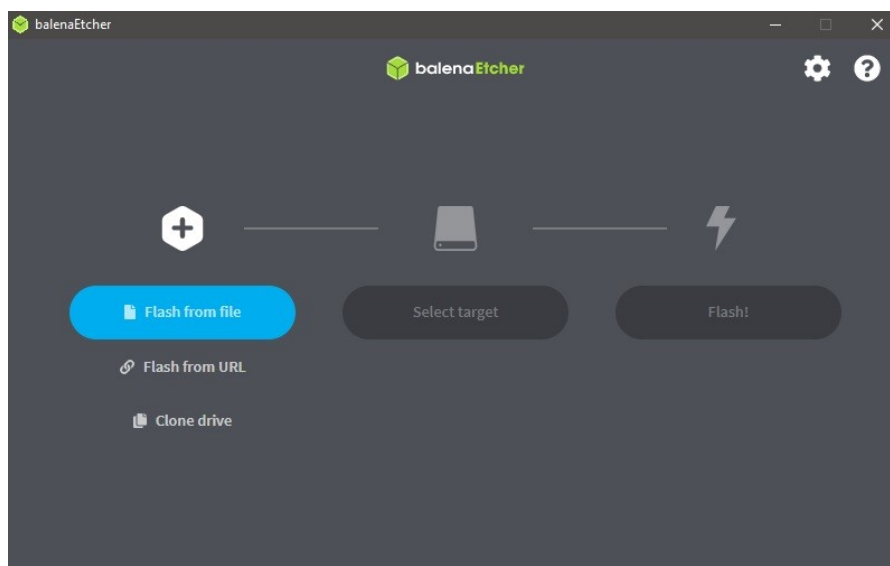 balenaEtcher
balenaEtcher
Flash from file
Select target
Flash!
Flash from URL
Clone drive